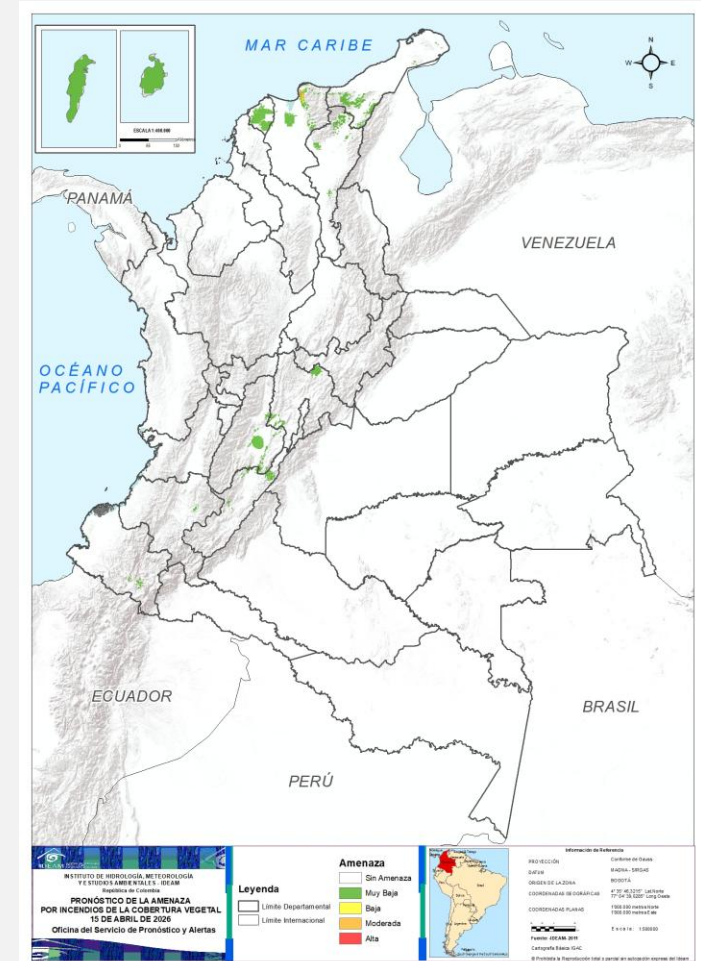 MAR CARIBE
N
W
E
S
ESCALA
PANAMÁ
VENEZUELA
OCÉANO
PACÍFICO
ECUADOR
BRASIL
PERÚ
INSTITUTO DE HIDROLOGÍA, METEOROLOGÍA
Y ESTUDIOS AMBIENTALES - IDEAM
República de Colombia
PRONÓSTICO DE LA AMENAZA
POR INCENDIOS DE LA COBERTURA VEGETAL
15 DE ABRIL DE 2026
Oficina del Servicio de Pronóstico y Alertas
Leyenda
Límite Departamental
Límite Internacional
Amenaza
Sin Amenaza
Muy Baja
Baja
Moderada
Alta
Información de Referencia
PROYECCIÓN
DATUM
MAGNA - SIRGAS
ORIGEN DE LA ZONA
BOGOTÁ
COORDENADAS GEOGRÁFICAS
COORDENADAS PLANAS
Fuente: IDEAM
Cartografía Básica IGAC